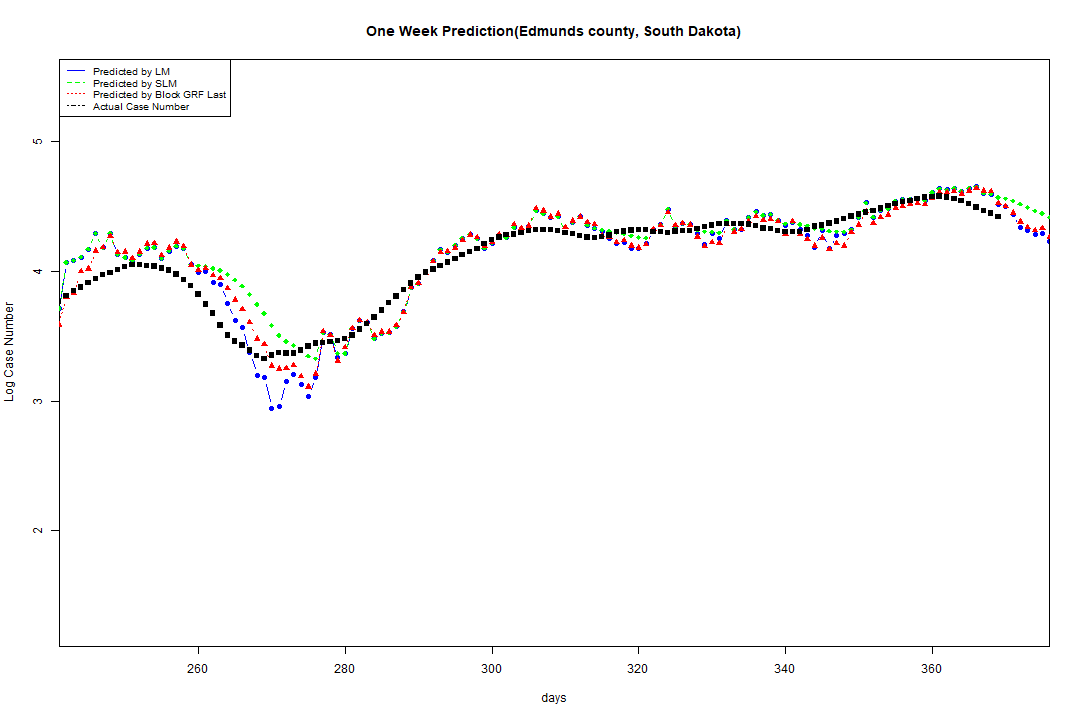 One Week Prediction(Edmunds county, South Dakota)
Predicted by LM
Predicted by SLM
Predicted by Block GRF Last
Actual Case Number
5
4
3
2
Log Case Number
260 280 300 320 340 360
days